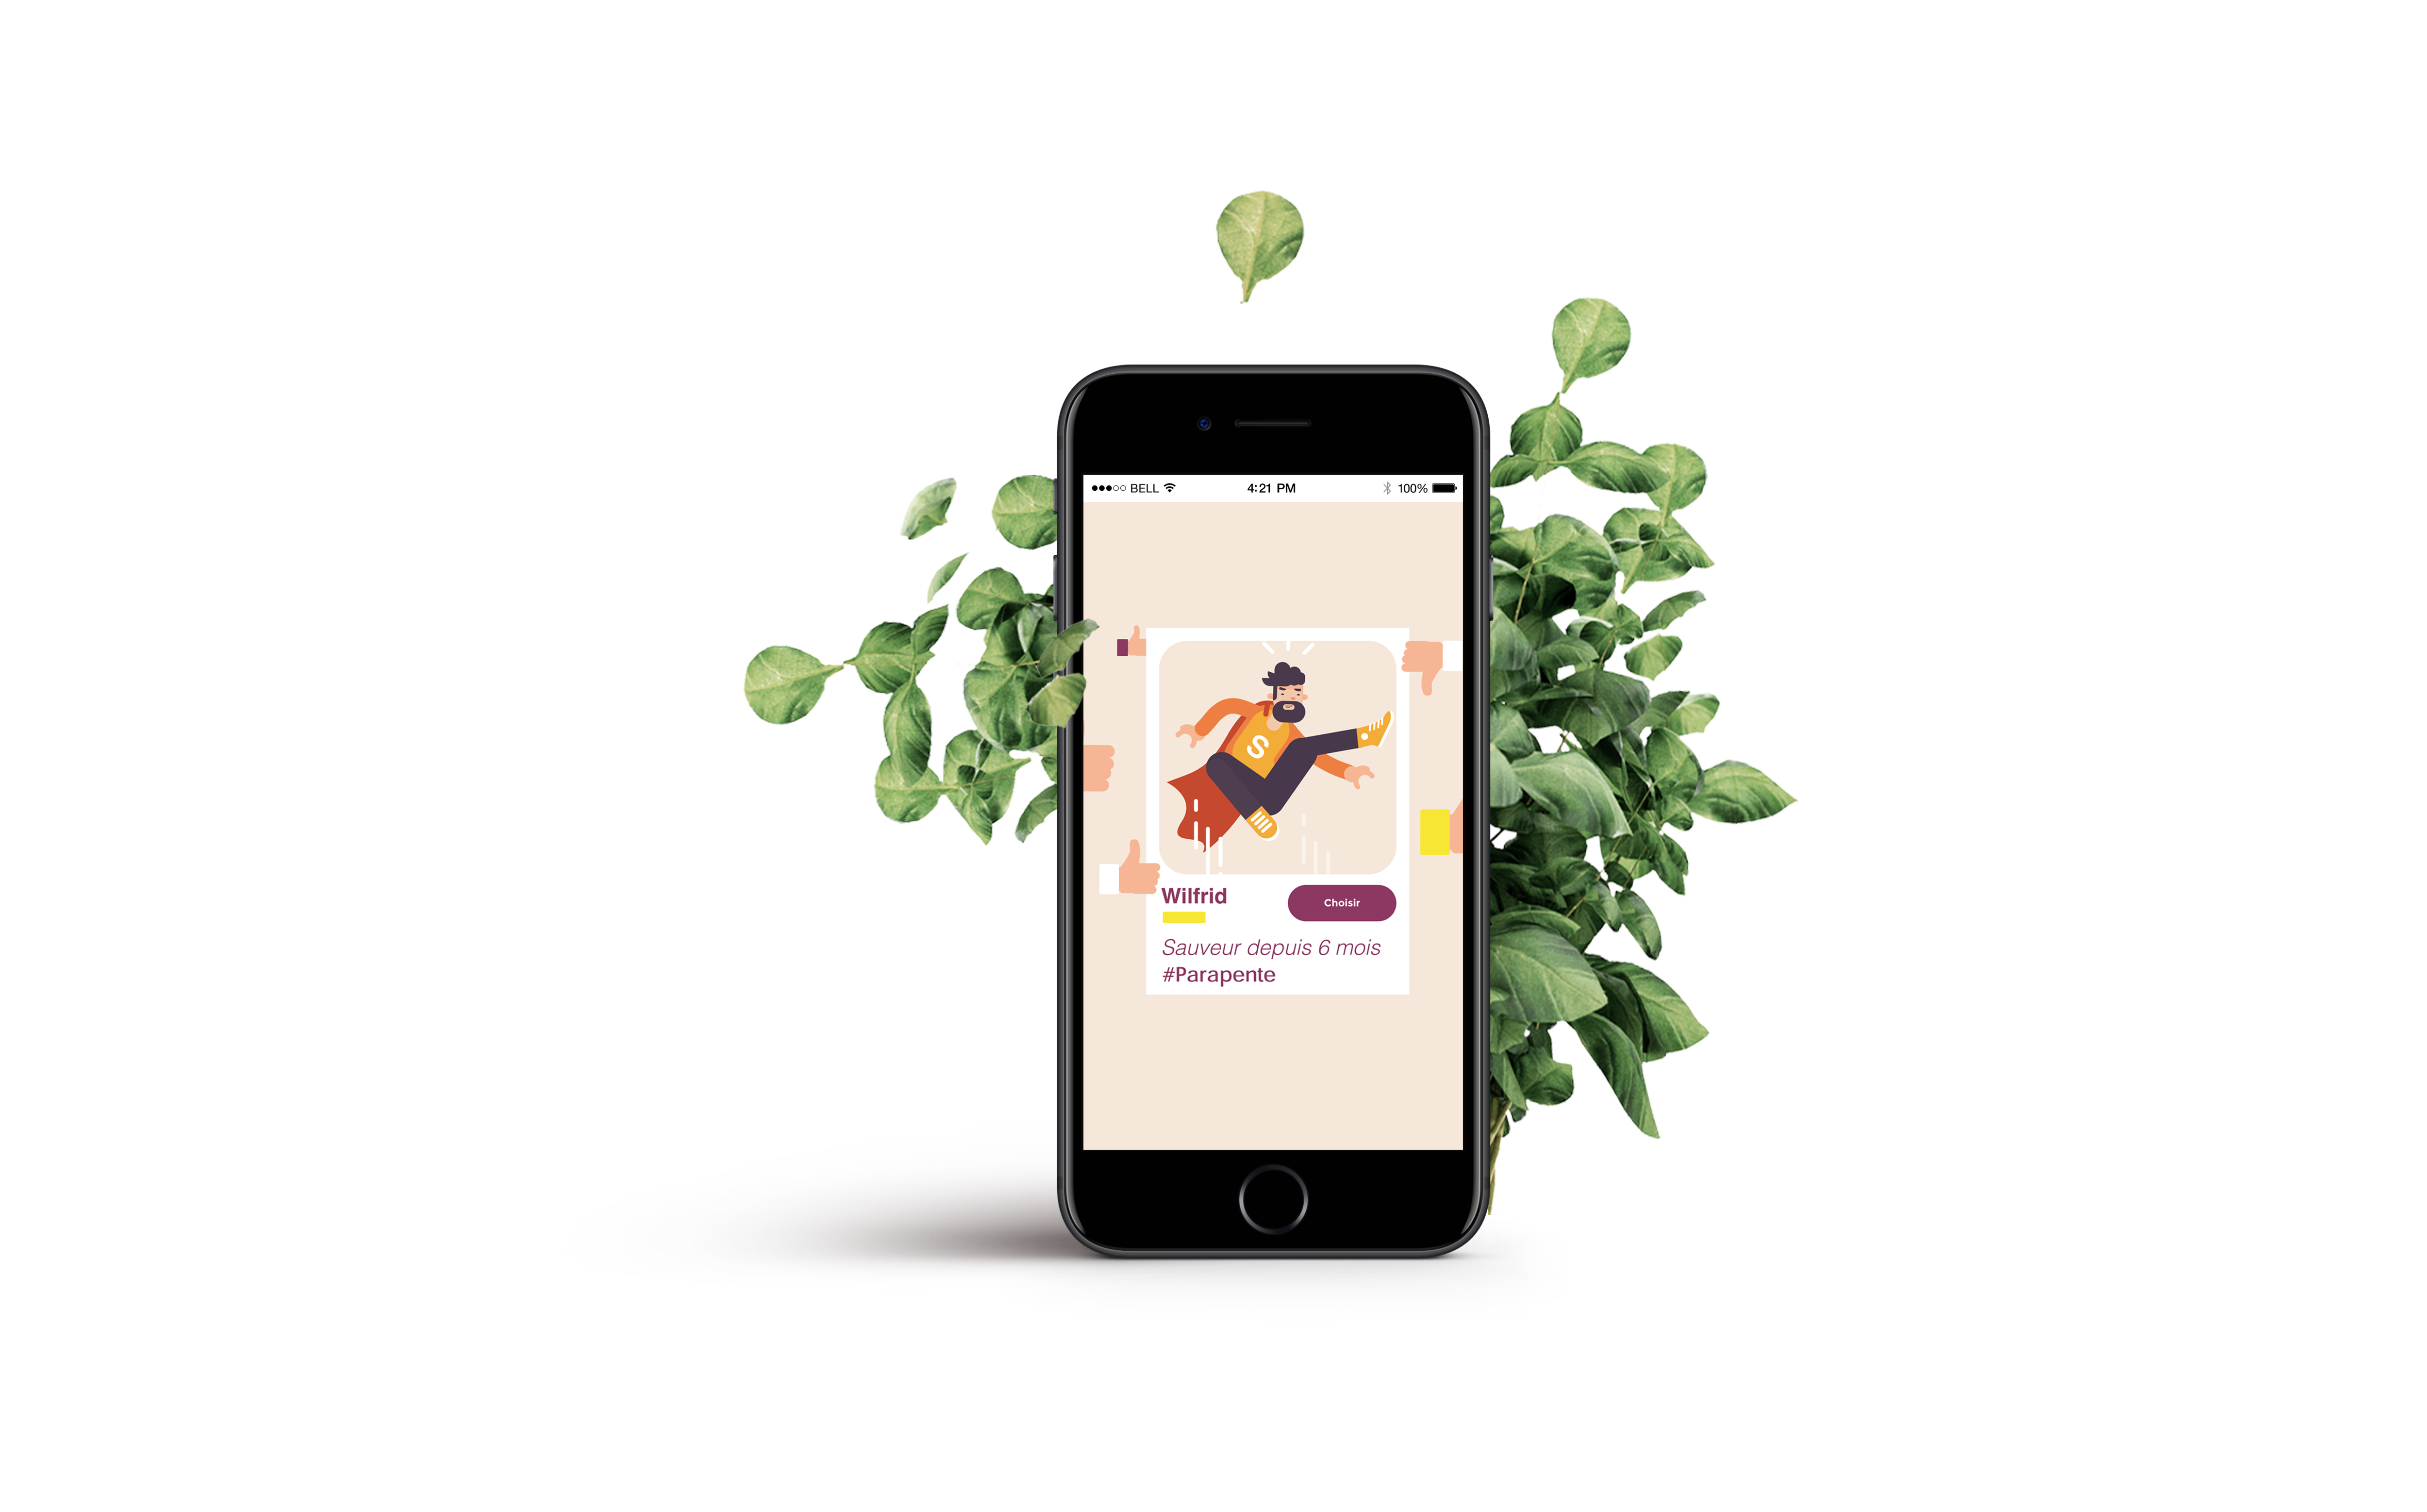 BELL 4:21 PM 100%
S
Wilfrid
Choisir
Sauveur depuis 6 mois
#Parapente